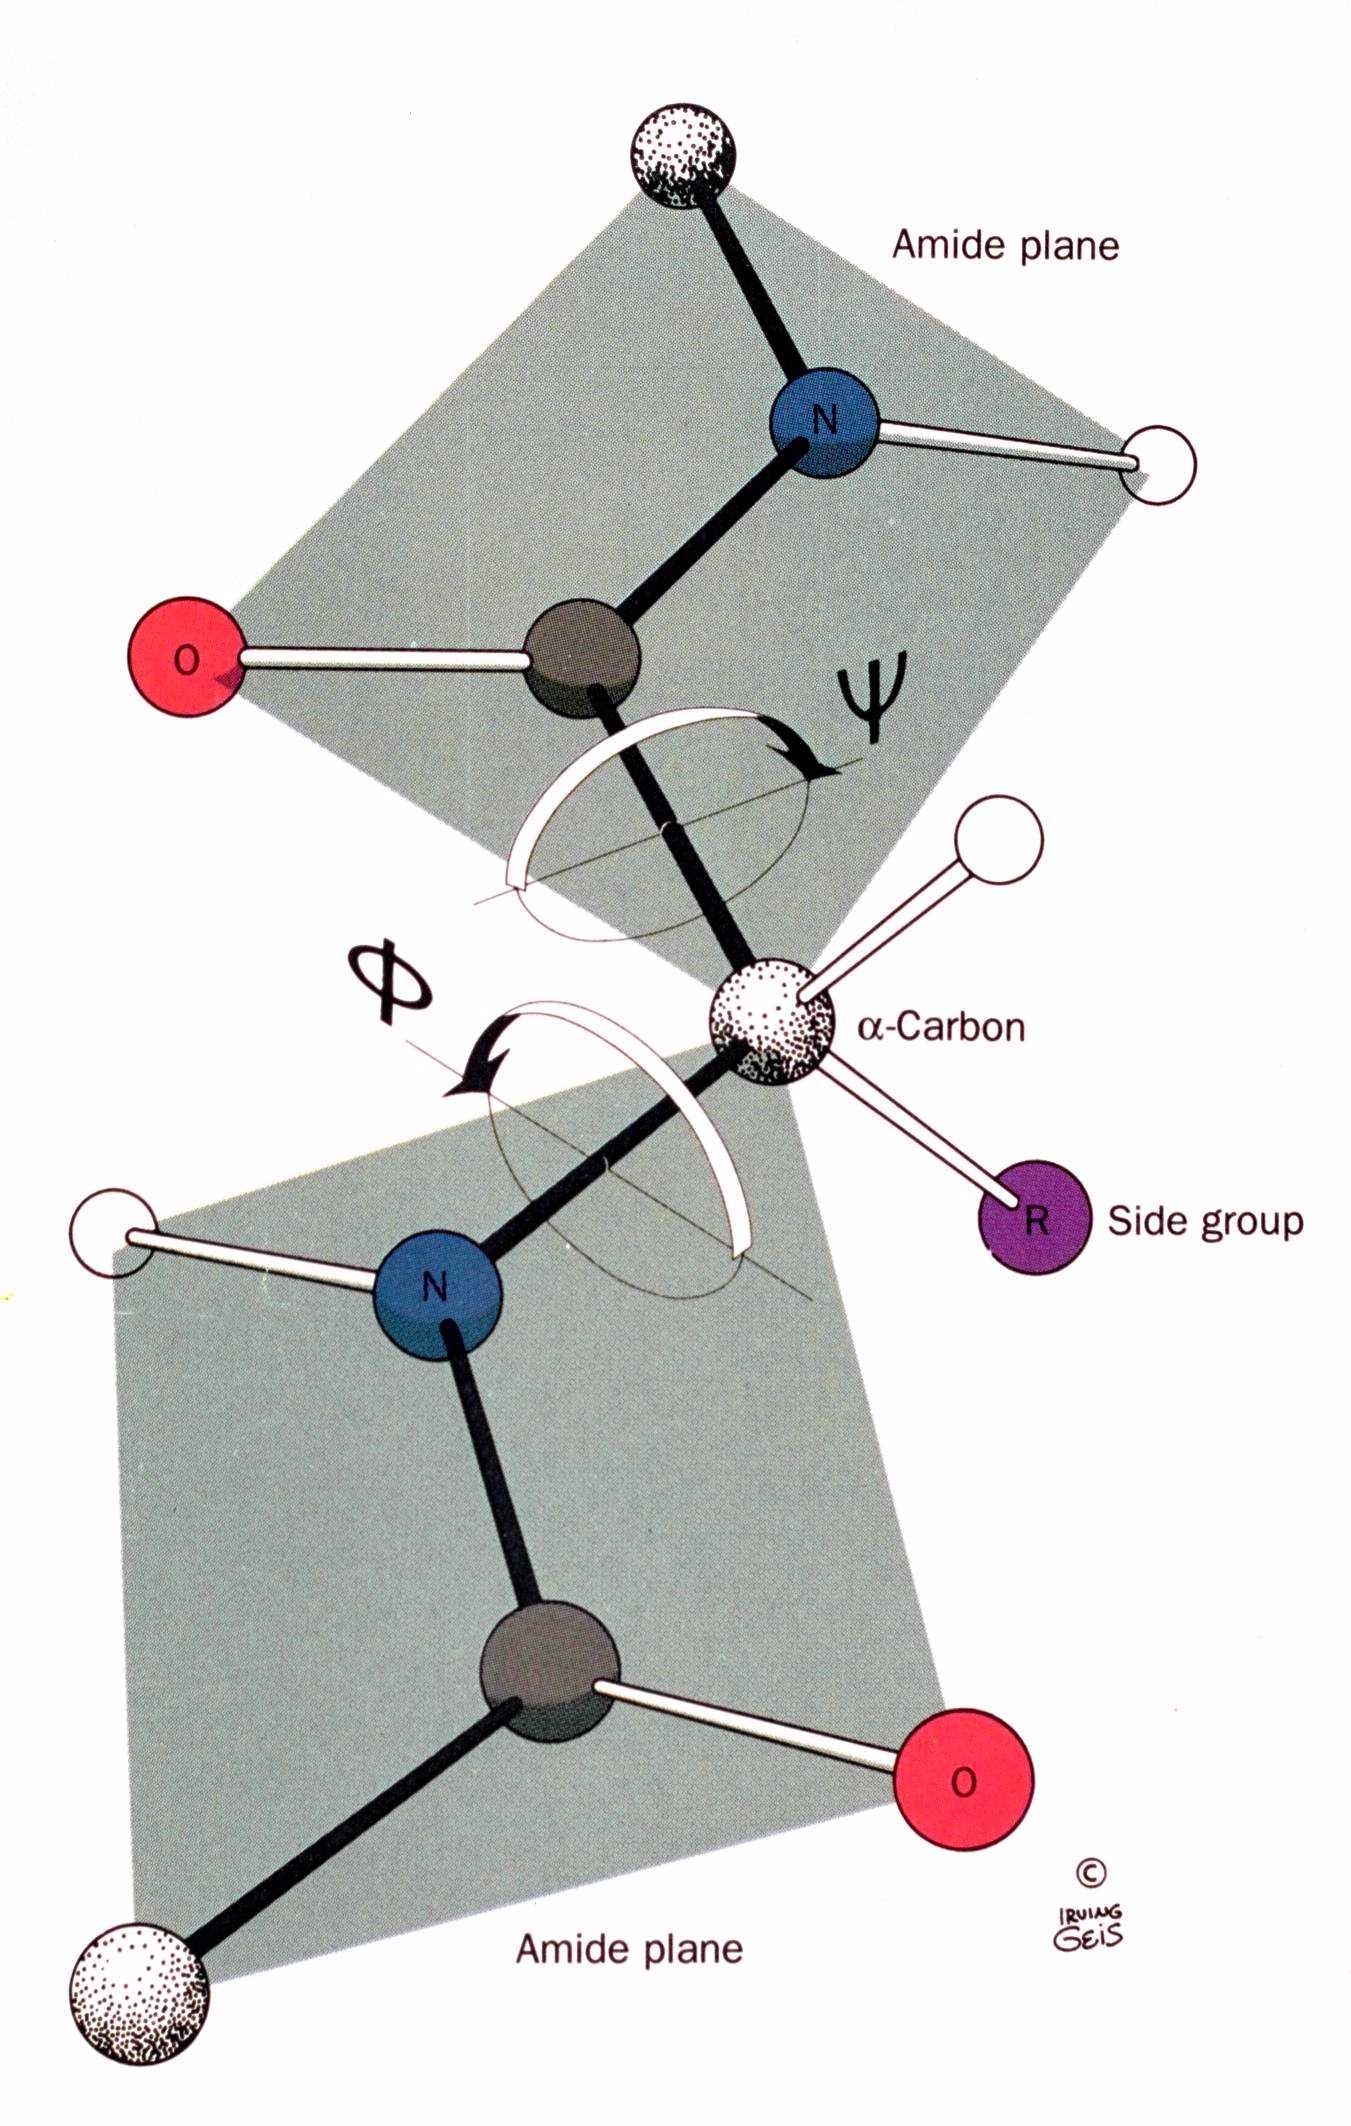 Amide plane
N
O
ψ
Φ
α-Carbon
R
Side group
N
O
©
IRVING
GEIS
Amide plane